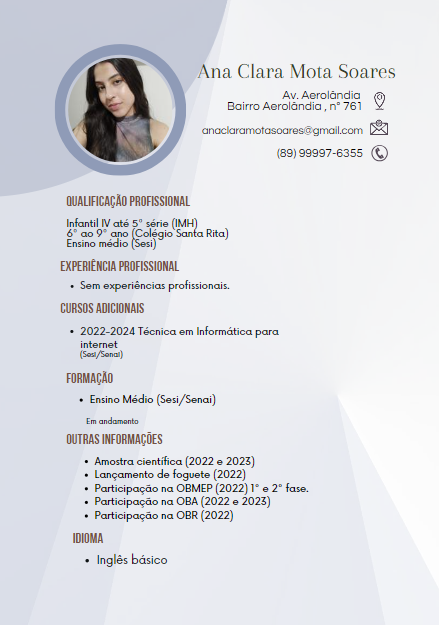 Ana Clara Mota Soares
Av. Aerolândia
Bairro Aerolândia , n° 761
anaclaramotasoares@gmail.com
(89) 99997-6355
QUALIFICAÇÃO PROFISSIONAL
Infantil IV até 5° série (IMH)
6° ao 9° ano (Colégio Santa Rita)
Ensino médio (Sesi)
EXPERIÊNCIA PROFISSIONAL
• Sem experiências profissionais.
CURSOS ADICIONAIS
• 2022-2024 Técnica em Informática para
internet
(Sesi/Senai)
FORMAÇÃO
• Ensino Médio (Sesi/Senai)
Em andamento
OUTRAS INFORMAÇÕES
• Amostra científica (2022 e 2023)
• Lançamento de foguete (2022)
• Participação na OBMEP (2022) 1° e 2° fase.
• Participação na OBA (2022 e 2023)
• Participação na OBR (2022)
IDIOMA
• Inglês básico